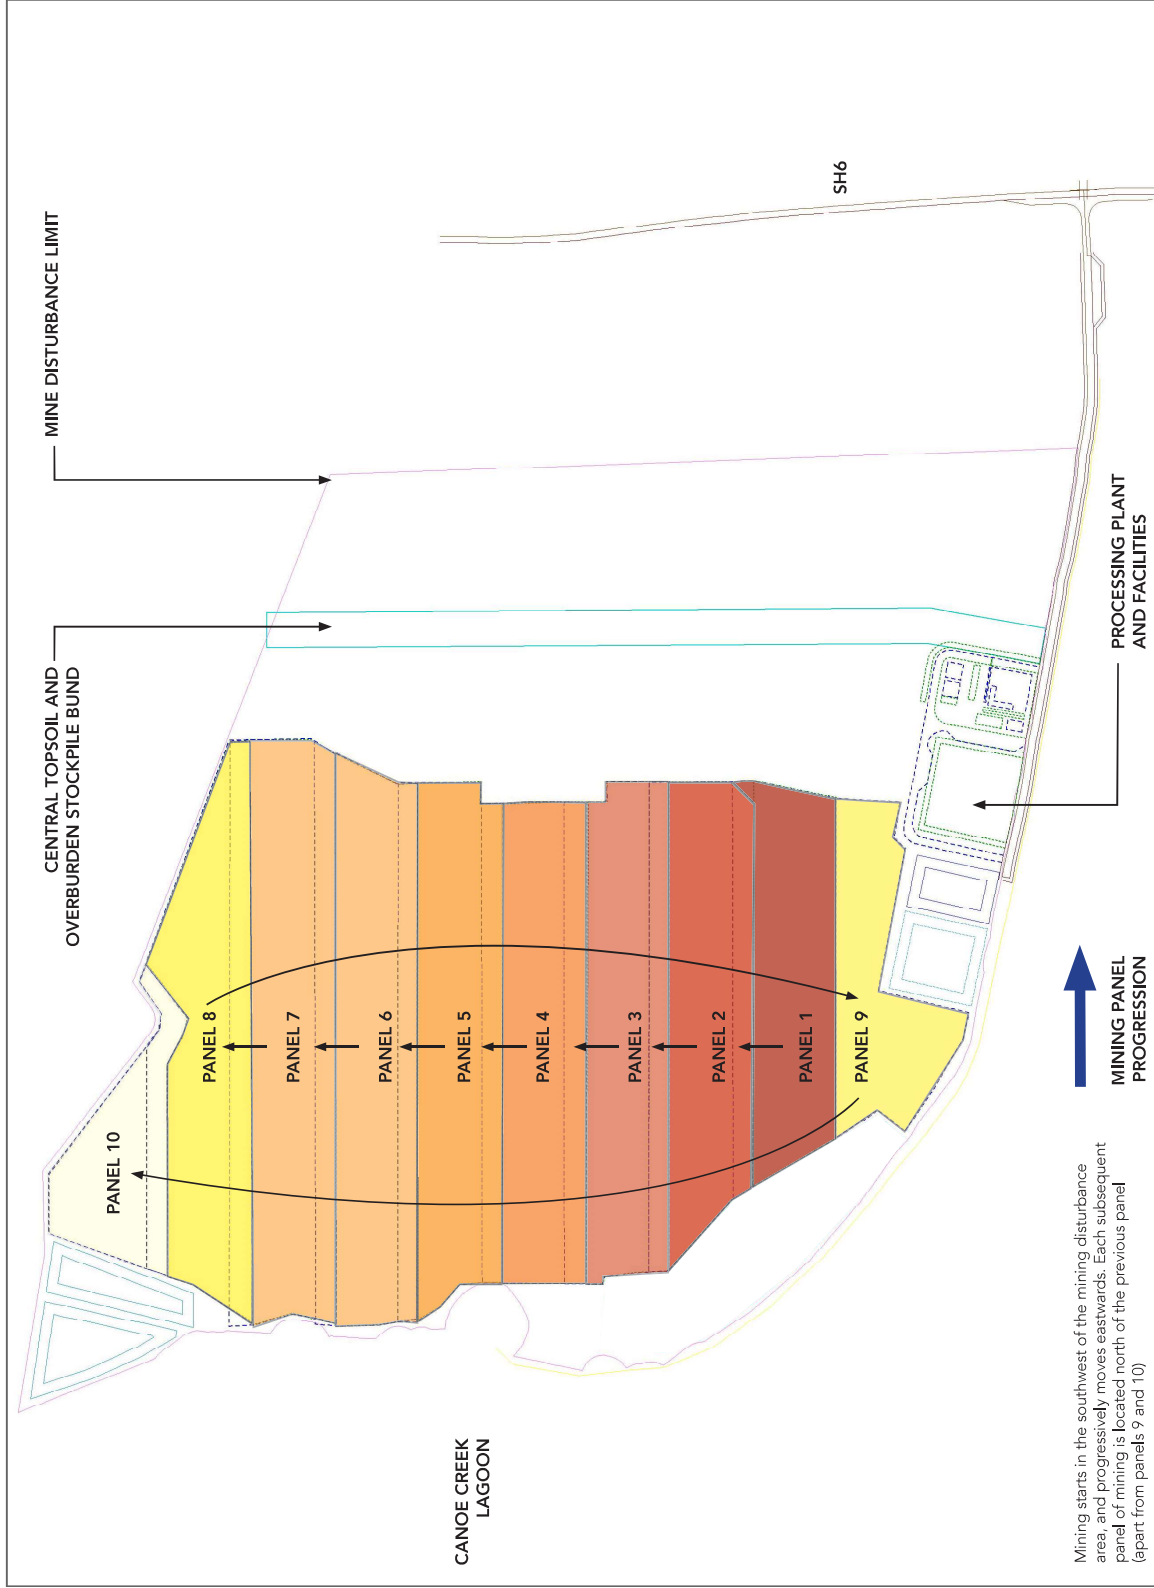 MINE DISTURBANCE LIMIT
CENTRAL TOPSOIL AND
OVERBURDEN STOCKPILE BUND
SH6
PANEL 10
PANEL 8
PANEL 7
PANEL 6
PANEL 5
PANEL 4
PANEL 3
PANEL 2
PANEL 1
PANEL 9
CANOE CREEK
LAGOON
PROCESSING PLANT
AND FACILITIES
MINING PANEL
PROGRESSION
Mining starts in the southwest of the mining disturbance
area, and progressively moves eastwards. Each subsequent
panel of mining is located north of the previous panel
(apart from panels 9 and 10)